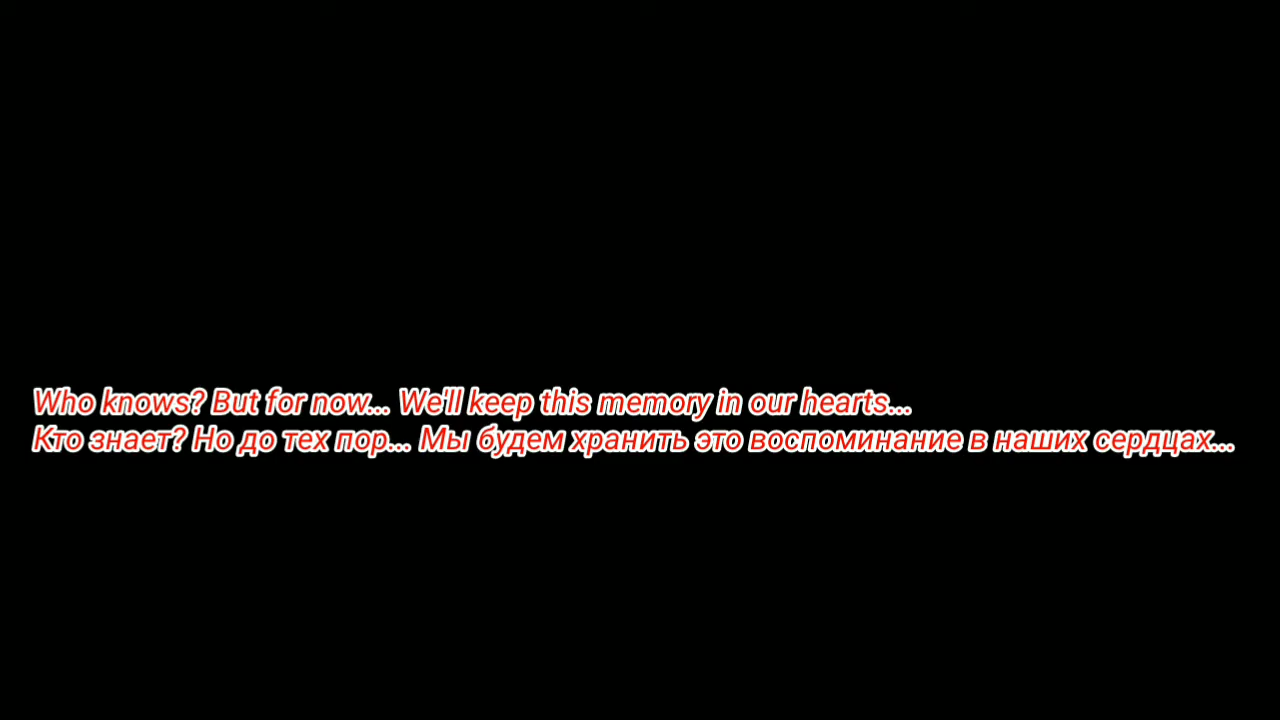 Who knows? But for now... We'll keep this memory in our hearts...
Кто знает? Но до тех пор... Мы будем хранить это воспоминание в наших сердцах...